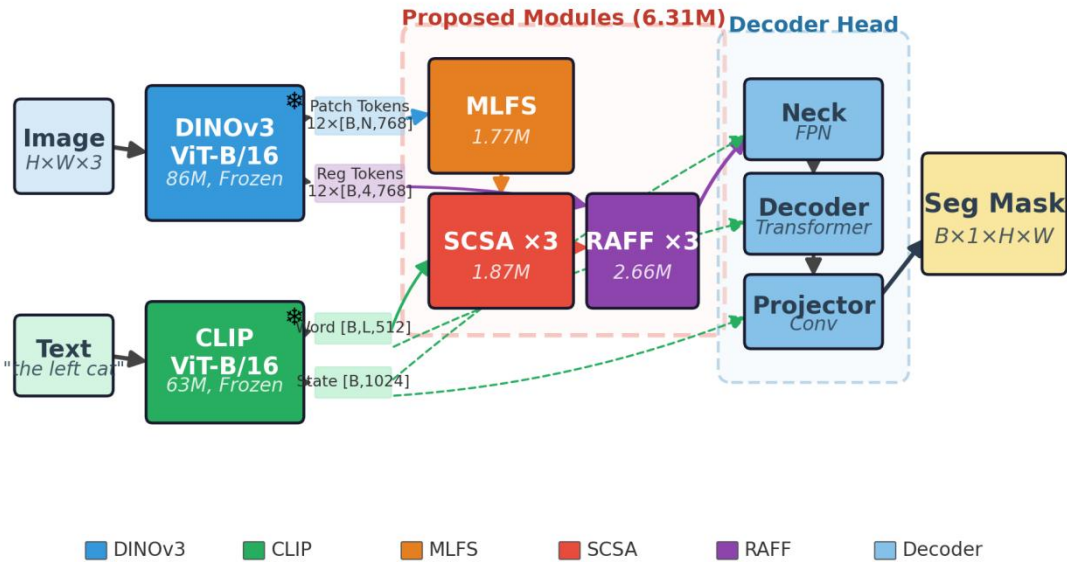 Proposed Modules (6.31M)
Decoder Head
Image
H×W×3
DINOv3
ViT-B/16
86M, Frozen
Patch Tokens
12×[B,N,768]
Reg Tokens
12×[B,4,768]
MLFS
1.77M
SCSA ×3
1.87M
RAFF ×3
2.66M
Neck
FPN
Decoder
Transformer
Projector
Conv
Seg Mask
B×1×H×W
Text
"the left cat"
CLIP
ViT-B/16
63M, Frozen
Word [B,L,512]
State [B,1024]
DINOv3
CLIP
MLFS
SCSA
RAFF
Decoder